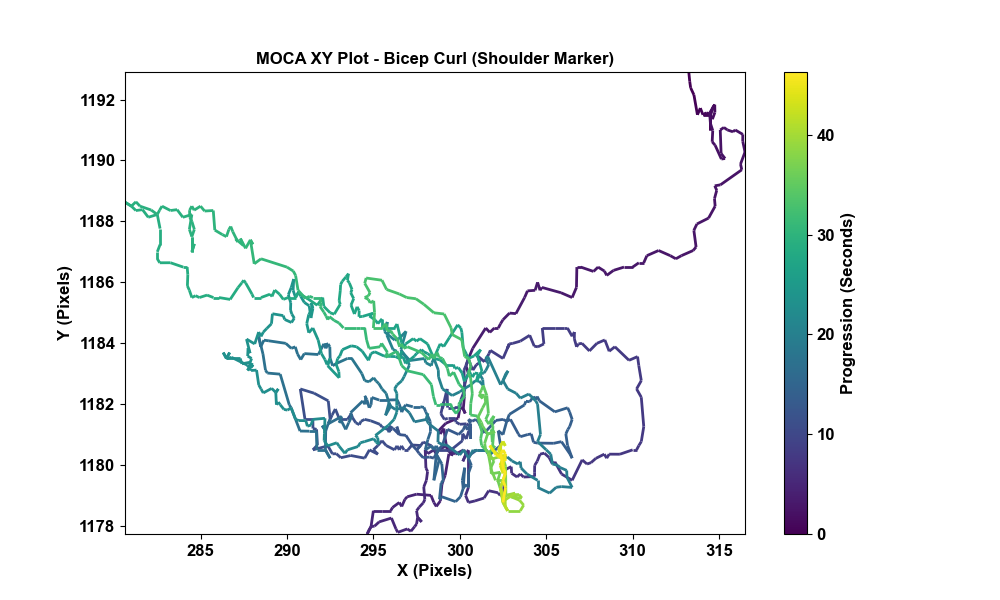 MOCA XY Plot - Bicep Curl (Shoulder Marker)
1192
1190
1188
1186
1184
1182
1180
1178
Y (Pixels)
285 290 295 300 305 310 315
X (Pixels)
40
30
20
10
0
Progression (Seconds)